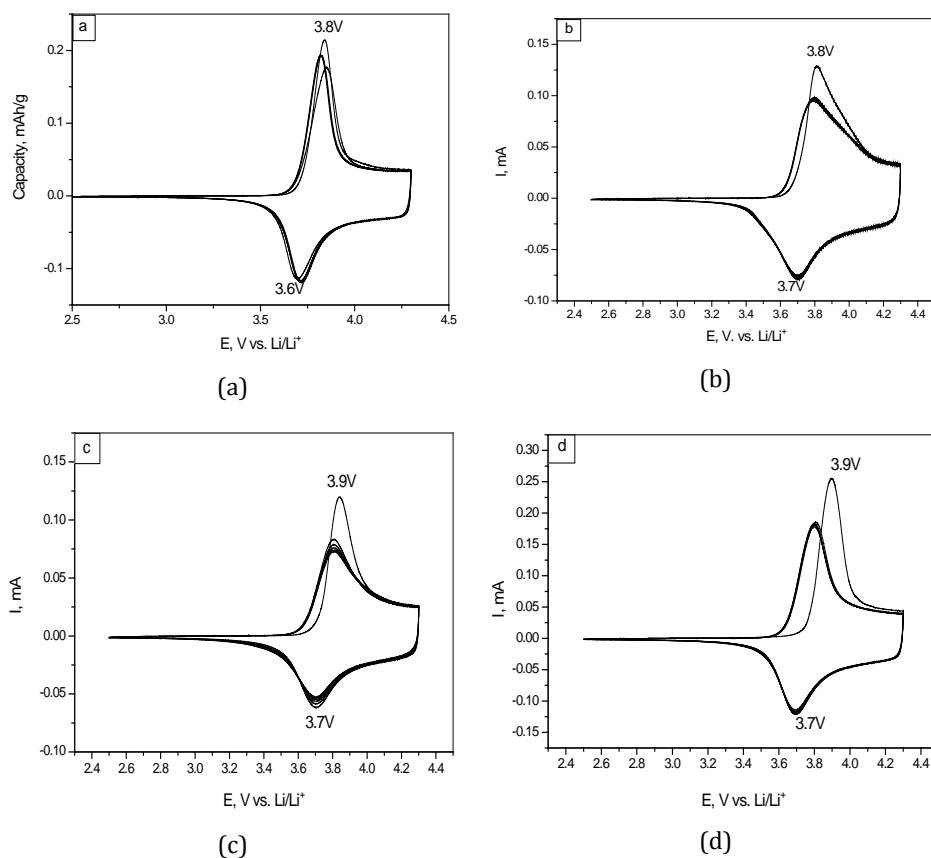 a
3.8V
0.2
0.1
0.0
-0.1
3.6V
Capacity, mAh/g
2.5 3.0 3.5 4.0 4.5
E, V vs. Li/Li⁺
(a)
b
3.8V
0.15
0.10
0.05
0.00
-0.05
-0.10
3.7V
I, mA
2.4 2.6 2.8 3.0 3.2 3.4 3.6 3.8 4.0 4.2 4.4
E, V. vs. Li/Li⁺
(b)
c
3.9V
0.15
0.10
0.05
0.00
-0.05
-0.10
3.7V
I, mA
2.4 2.6 2.8 3.0 3.2 3.4 3.6 3.8 4.0 4.2 4.4
E, V vs. Li/Li⁺
(c)
d
3.9V
0.30
0.25
0.20
0.15
0.10
0.05
0.00
-0.05
-0.10
-0.15
3.7V
I, mA
2.4 2.6 2.8 3.0 3.2 3.4 3.6 3.8 4.0 4.2 4.4
E, V vs. Li/Li⁺
(d)